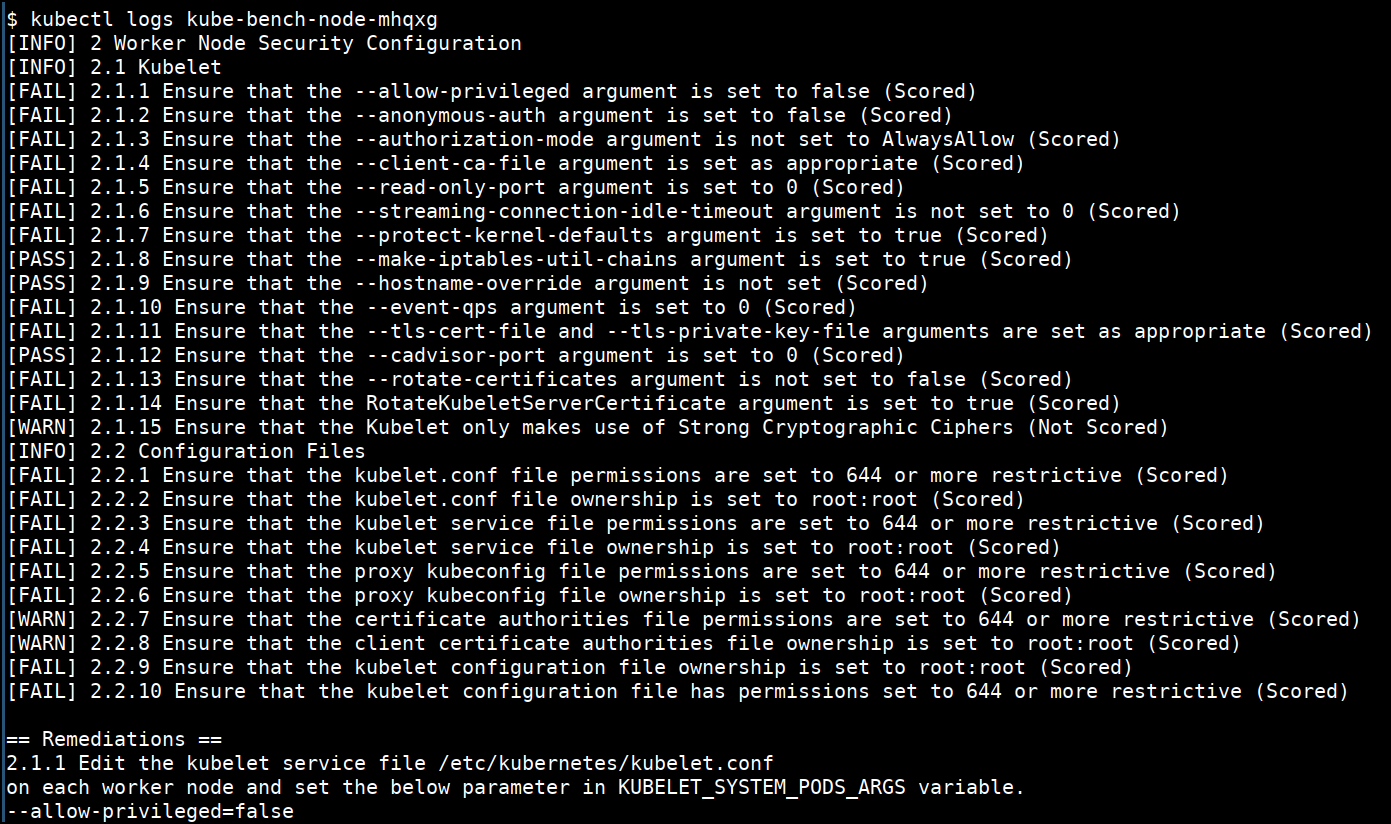 $ kubectl logs kube-bench-node-mhqxg
[INFO] 2 Worker Node Security Configuration
[INFO] 2.1 Kubelet
[FAIL] 2.1.1 Ensure that the --allow-privileged argument is set to false (Scored)
[FAIL] 2.1.2 Ensure that the --anonymous-auth argument is set to false (Scored)
[FAIL] 2.1.3 Ensure that the --authorization-mode argument is not set to AlwaysAllow (Scored)
[FAIL] 2.1.4 Ensure that the --client-ca-file argument is set as appropriate (Scored)
[FAIL] 2.1.5 Ensure that the --read-only-port argument is set to 0 (Scored)
[FAIL] 2.1.6 Ensure that the --streaming-connection-idle-timeout argument is not set to 0 (Scored)
[FAIL] 2.1.7 Ensure that the --protect-kernel-defaults argument is set to true (Scored)
[PASS] 2.1.8 Ensure that the --make-iptables-util-chains argument is set to true (Scored)
[PASS] 2.1.9 Ensure that the --hostname-override argument is not set (Scored)
[FAIL] 2.1.10 Ensure that the --event-qps argument is set to 0 (Scored)
[FAIL] 2.1.11 Ensure that the --tls-cert-file and --tls-private-key-file arguments are set as appropriate (Scored)
[PASS] 2.1.12 Ensure that the --cadvisor-port argument is set to 0 (Scored)
[FAIL] 2.1.13 Ensure that the --rotate-certificates argument is not set to false (Scored)
[FAIL] 2.1.14 Ensure that the RotateKubeletServerCertificate argument is set to true (Scored)
[WARN] 2.1.15 Ensure that the Kubelet only makes use of Strong Cryptographic Ciphers (Not Scored)
[INFO] 2.2 Configuration Files
[FAIL] 2.2.1 Ensure that the kubelet.conf file permissions are set to 644 or more restrictive (Scored)
[FAIL] 2.2.2 Ensure that the kubelet.conf file ownership is set to root:root (Scored)
[FAIL] 2.2.3 Ensure that the kubelet service file permissions are set to 644 or more restrictive (Scored)
[FAIL] 2.2.4 Ensure that the kubelet service file ownership is set to root:root (Scored)
[FAIL] 2.2.5 Ensure that the proxy kubeconfig file permissions are set to 644 or more restrictive (Scored)
[FAIL] 2.2.6 Ensure that the proxy kubeconfig file ownership is set to root:root (Scored)
[WARN] 2.2.7 Ensure that the certificate authorities file permissions are set to 644 or more restrictive (Scored)
[WARN] 2.2.8 Ensure that the client certificate authorities file ownership is set to root:root (Scored)
[FAIL] 2.2.9 Ensure that the kubelet configuration file ownership is set to root:root (Scored)
[FAIL] 2.2.10 Ensure that the kubelet configuration file has permissions set to 644 or more restrictive (Scored)
== Remediations ==
2.1.1 Edit the kubelet service file /etc/kubernetes/kubelet.conf
on each worker node and set the below parameter in KUBELET_SYSTEM_PODS_ARGS variable.
--allow-privileged=false